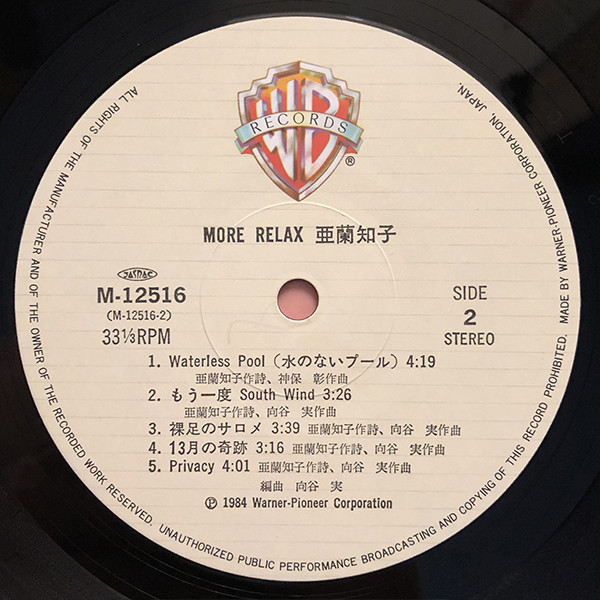 WB
RECORDS
®
MORE RELAX 亜蘭知子
JASRAC
M-12516
(M-12516-2)
33⅓RPM
SIDE
2
STEREO
1. Waterless Pool (水のないプール) 4:19
亜蘭知子作詩、神保 彰作曲
2. もう一度 South Wind 3:26
亜蘭知子作詩、向谷 実作曲
3. 裸足のサロメ 3:39 亜蘭知子作詩、向谷 実作曲
4. 13月の奇跡 3:16 亜蘭知子作詩、向谷 実作曲
5. Privacy 4:01 亜蘭知子作詩、向谷 実作曲
編曲 向谷 実
Ⓟ 1984 Warner-Pioneer Corporation
ALL RIGHTS OF THE MANUFACTURER AND OF THE OWNER OF THE RECORDED WORK RESERVED. UNAUTHORIZED PUBLIC PERFORMANCE BROADCASTING AND COPYING OF THIS RECORD PROHIBITED. MADE BY WARNER-PIONEER CORPORATION, JAPAN.